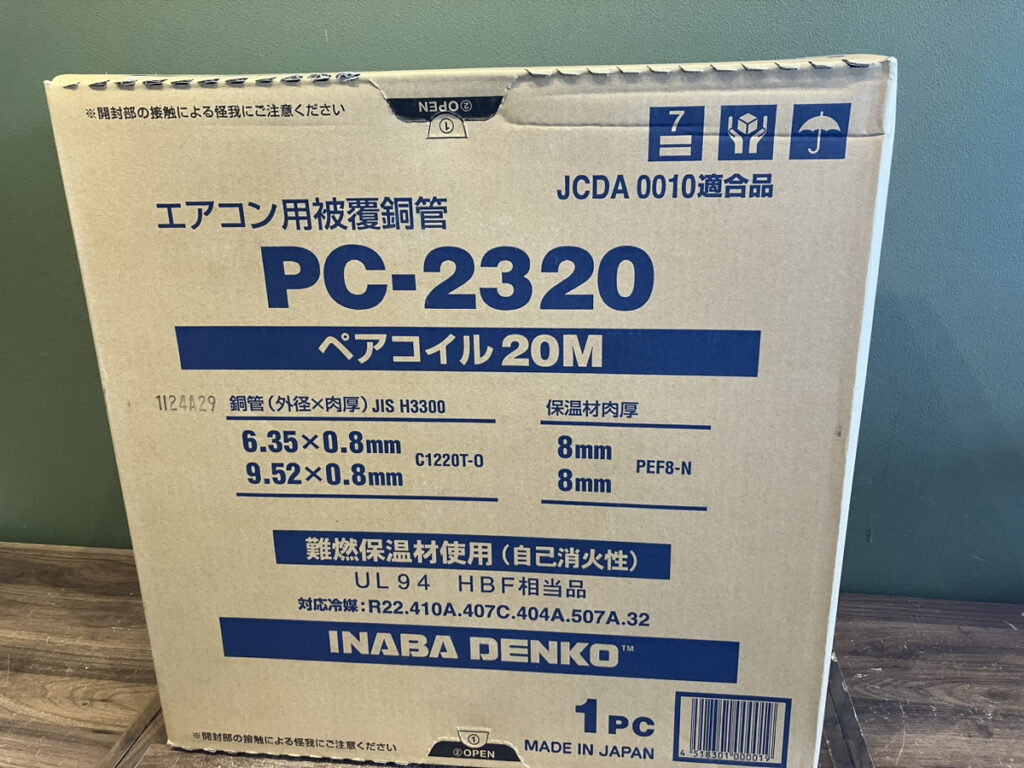 ※開封部の接触による怪我にご注意ください
②OPEN
①
7
JCDA 0010適合品
エアコン用被覆銅管
PC-2320
ペアコイル 20M
1I24A29
銅管(外径×肉厚)JIS H3300
6.35×0.8mm
9.52×0.8mm
C1220T-O
保温材肉厚
8mm
8mm
PEF8-N
難燃保温材使用(自己消火性)
UL94 HBF相当品
対応冷媒:R22.410A.407C.404A.507A.32
INABA DENKO™
1PC
MADE IN JAPAN
4 518301 000019
※開封部の接触による怪我にご注意ください
①
②OPEN